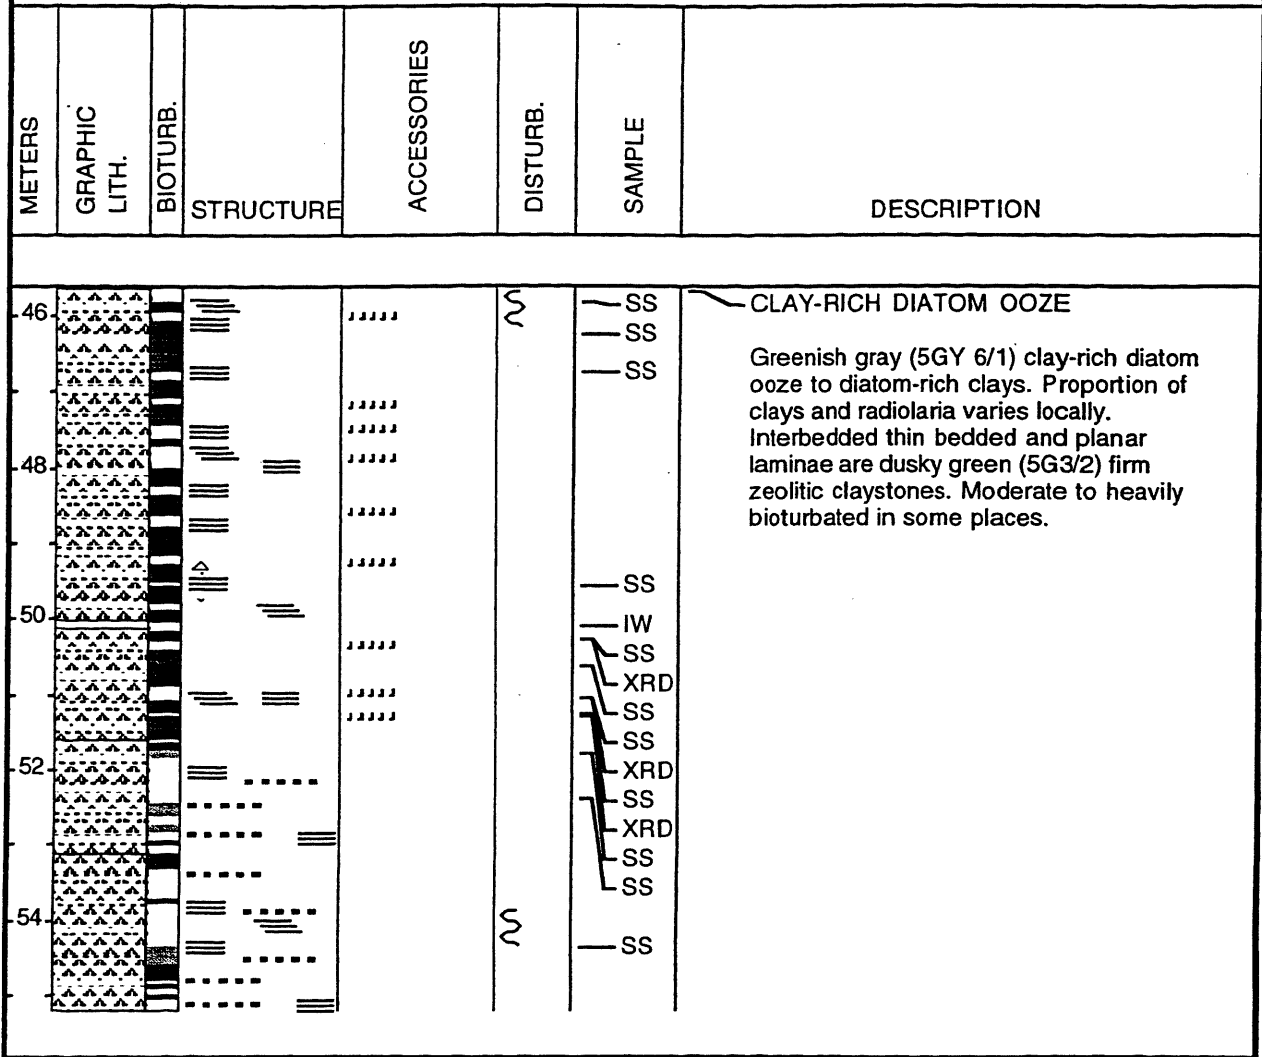 METERS
GRAPHIC
LITH.
BIOTURB.
STRUCTURE
ACCESSORIES
DISTURB.
SAMPLE
DESCRIPTION
46
48
50
52
54
SS
SS
SS
SS
IW
SS
XRD
SS
SS
XRD
SS
XRD
SS
SS
SS
CLAY-RICH DIATOM OOZE
Greenish gray (5GY 6/1) clay-rich diatom
ooze to diatom-rich clays. Proportion of
clays and radiolaria varies locally.
Interbedded thin bedded and planar
laminae are dusky green (5G3/2) firm
zeolitic claystones. Moderate to heavily
bioturbated in some places.